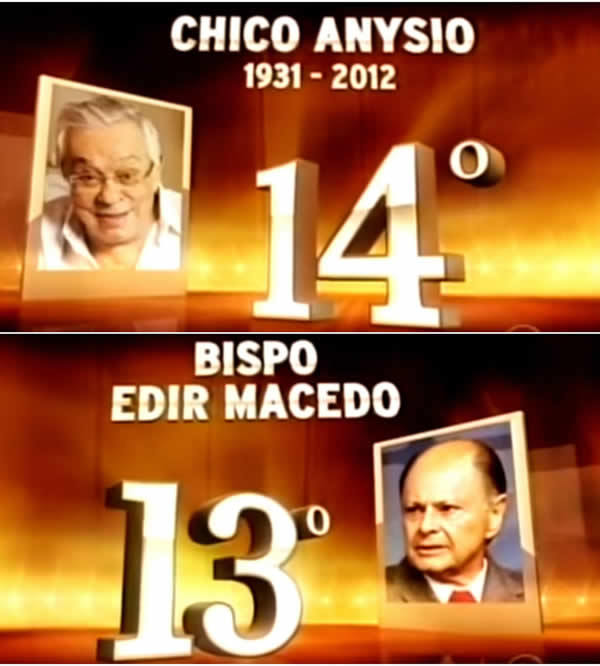 CHICO ANYSIO
1931 - 2012
14º
BISPO
EDIR MACEDO
13º